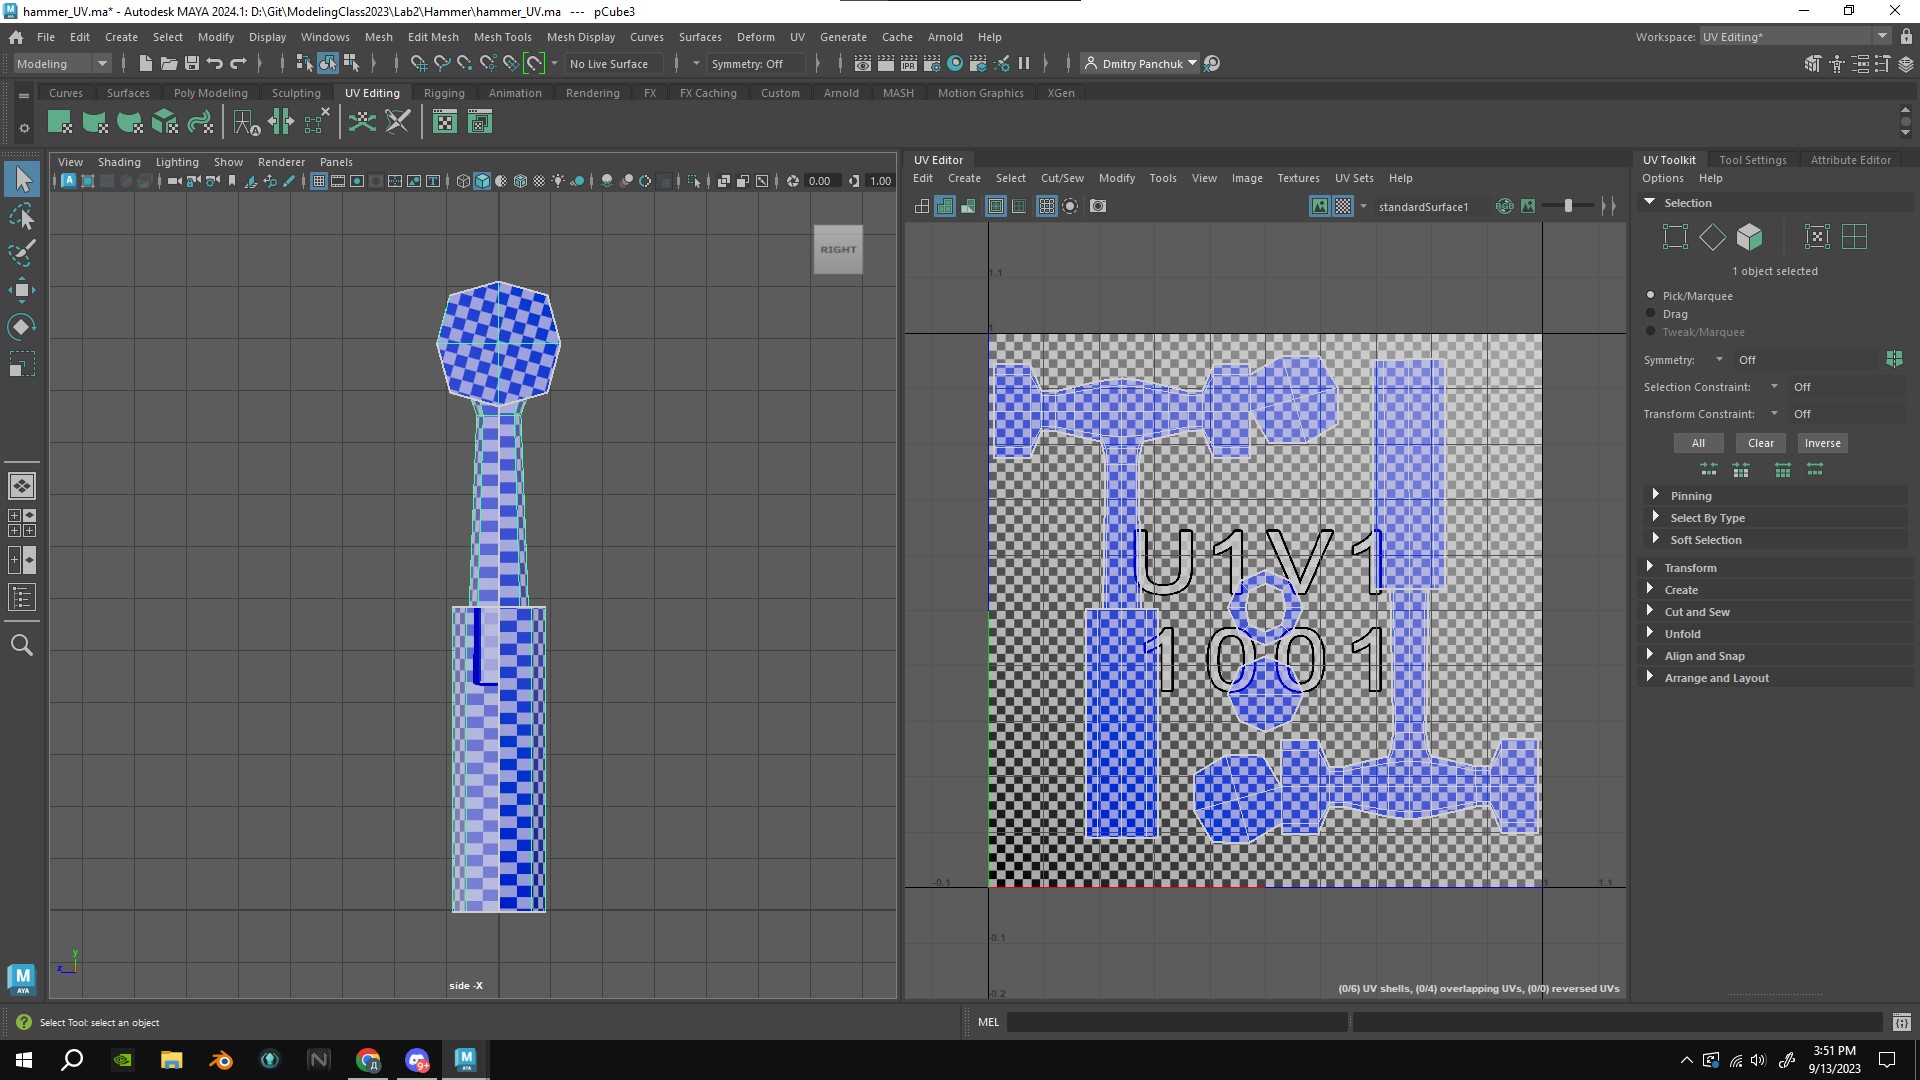 hammer_UV.ma* - Autodesk MAYA 2024.1: D:\Git\ModelingClass2023\Lab2\Hammer\hammer_UV.ma --- pCube3
File Edit Create Select Modify Display Windows Mesh Edit Mesh Mesh Tools Mesh Display Curves Surfaces Deform UV Generate Cache Arnold Help
Workspace: UV Editing*
Modeling No Live Surface Symmetry: Off Dmitry Panchuk
Curves Surfaces Poly Modeling Sculpting UV Editing Rigging Animation Rendering FX FX Caching Custom Arnold MASH Motion Graphics XGen
View Shading Lighting Show Renderer Panels
0.00 1.00
RIGHT
side -X
y
z
UV Editor
Edit Create Select Cut/Sew Modify Tools View Image Textures UV Sets Help
standardSurface1
1.1
1
U1V1
1001
-0.1 1 1.1
-0.1
-0.2
(0/6) UV shells, (0/4) overlapping UVs, (0/0) reversed UVs
UV Toolkit Tool Settings Attribute Editor
Options Help
Selection
1 object selected
Pick/Marquee
Drag
Tweak/Marquee
Symmetry: Off
Selection Constraint: Off
Transform Constraint: Off
All Clear Inverse
Pinning
Select By Type
Soft Selection
Transform
Create
Cut and Sew
Unfold
Align and Snap
Arrange and Layout
M
AYA
Select Tool: select an object
MEL
3:51 PM
9/13/2023